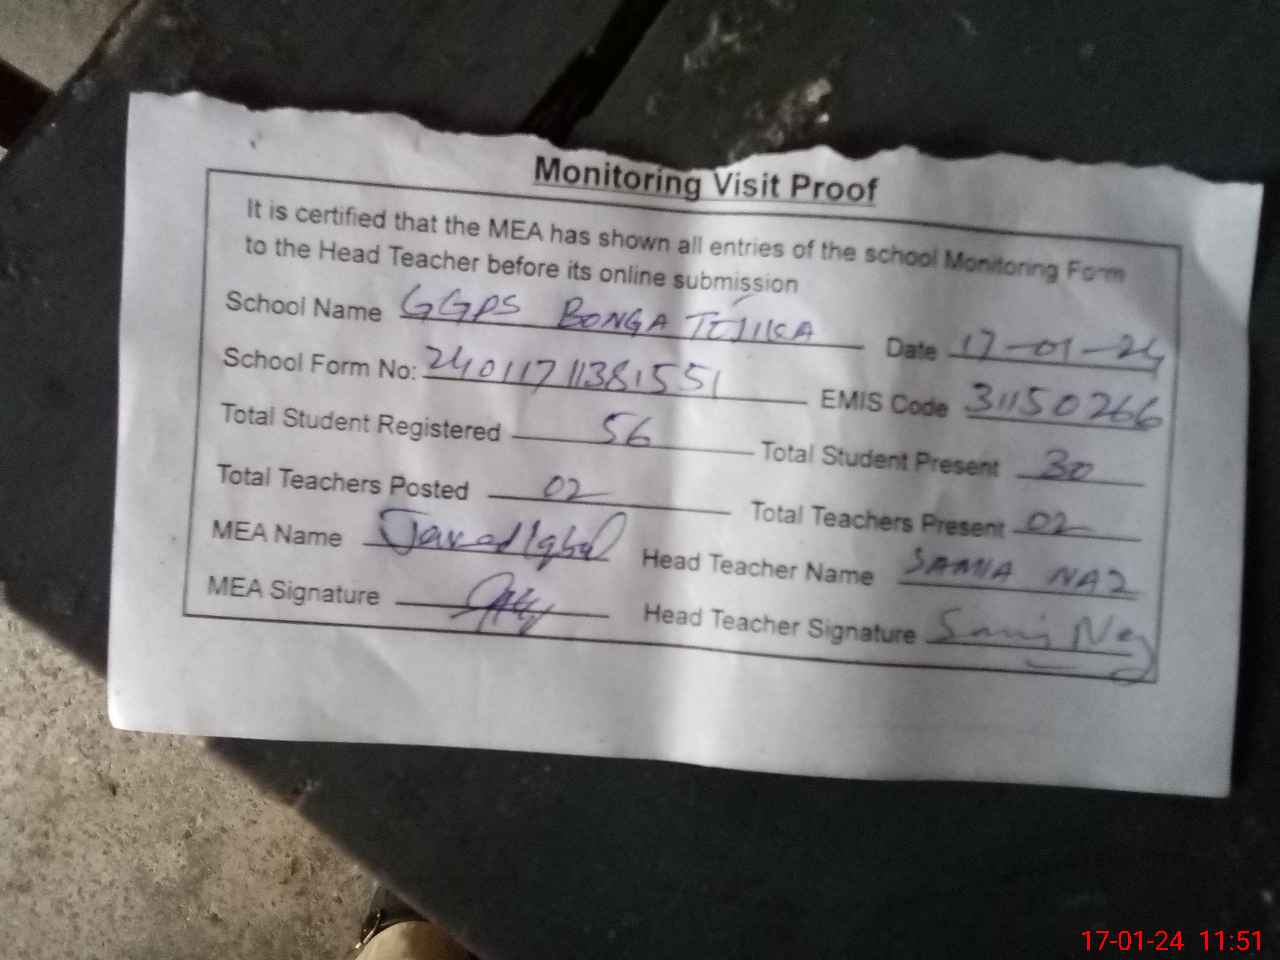 Monitoring Visit Proof
It is certified that the MEA has shown all entries of the school Monitoring Form
to the Head Teacher before its online submission
School Name GGPS BONGA Date 17-01-24
School Form No: 24011711381551 EMIS Code 31150266
Total Student Registered 56 Total Student Present 30
Total Teachers Posted 02 Total Teachers Present 02
MEA Name Javed Iqbal Head Teacher Name SAMIA NAZ
MEA Signature Head Teacher Signature
17-01-24 11:51